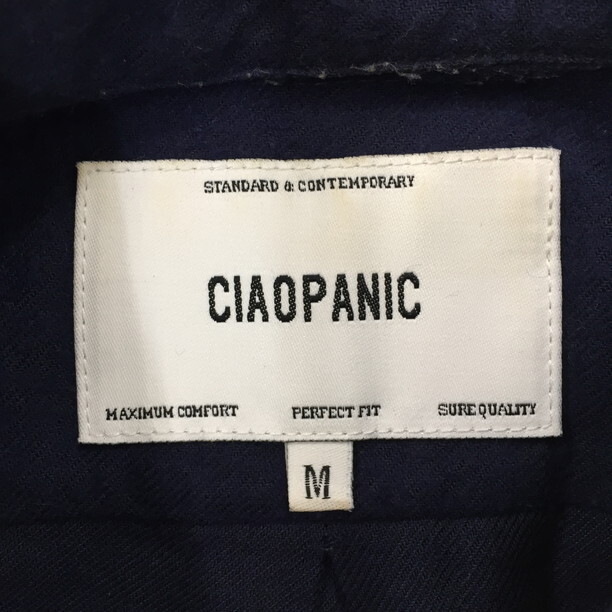 STANDARD & CONTEMPORARY
CIAOPANIC
MAXIMUM COMFORT PERFECT FIT SURE QUALITY
M